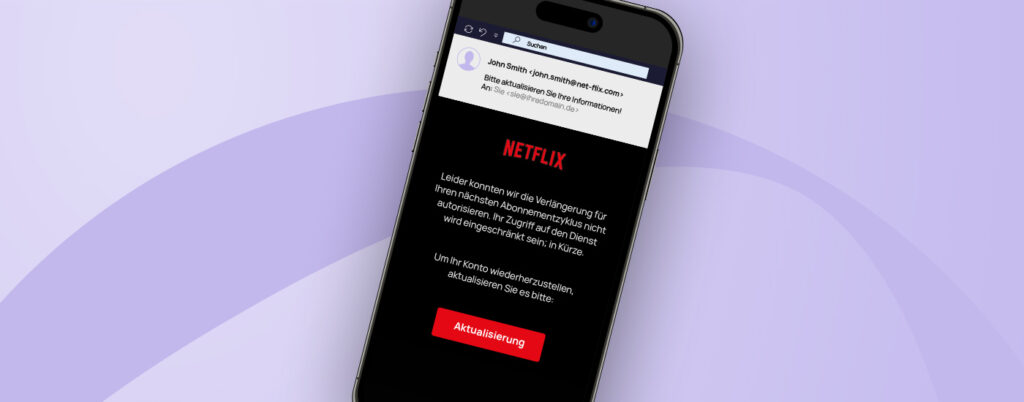 Suchen
John Smith <john.smith@net-flix.com>
Bitte aktualisieren Sie Ihre Informationen!
An: Sie <sie@ihredomain.de>
NETFLIX
Leider konnten wir die Verlängerung für
Ihren nächsten Abonnementzyklus nicht
autorisieren. Ihr Zugriff auf den Dienst
wird eingeschränkt sein; in Kürze.
Um Ihr Konto wiederherzustellen,
aktualisieren Sie es bitte:
Aktualisierung